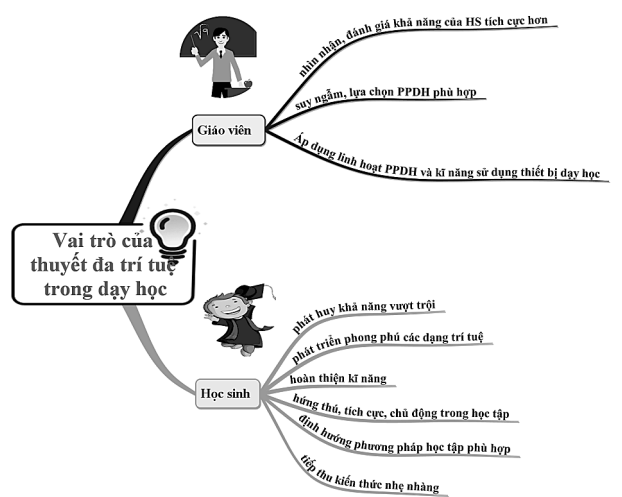 Vai trò của
thuyết đa trí tuệ
trong dạy học
Giáo viên
√9
nhìn nhận, đánh giá khả năng của HS tích cực hơn
suy ngẫm, lựa chọn PPDH phù hợp
Áp dụng linh hoạt PPDH và kĩ năng sử dụng thiết bị dạy học
Học sinh
phát huy khả năng vượt trội
phát triển phong phú các dạng trí tuệ
hoàn thiện kĩ năng
hứng thú, tích cực, chủ động trong học tập
định hướng phương pháp học tập phù hợp
tiếp thu kiến thức nhẹ nhàng